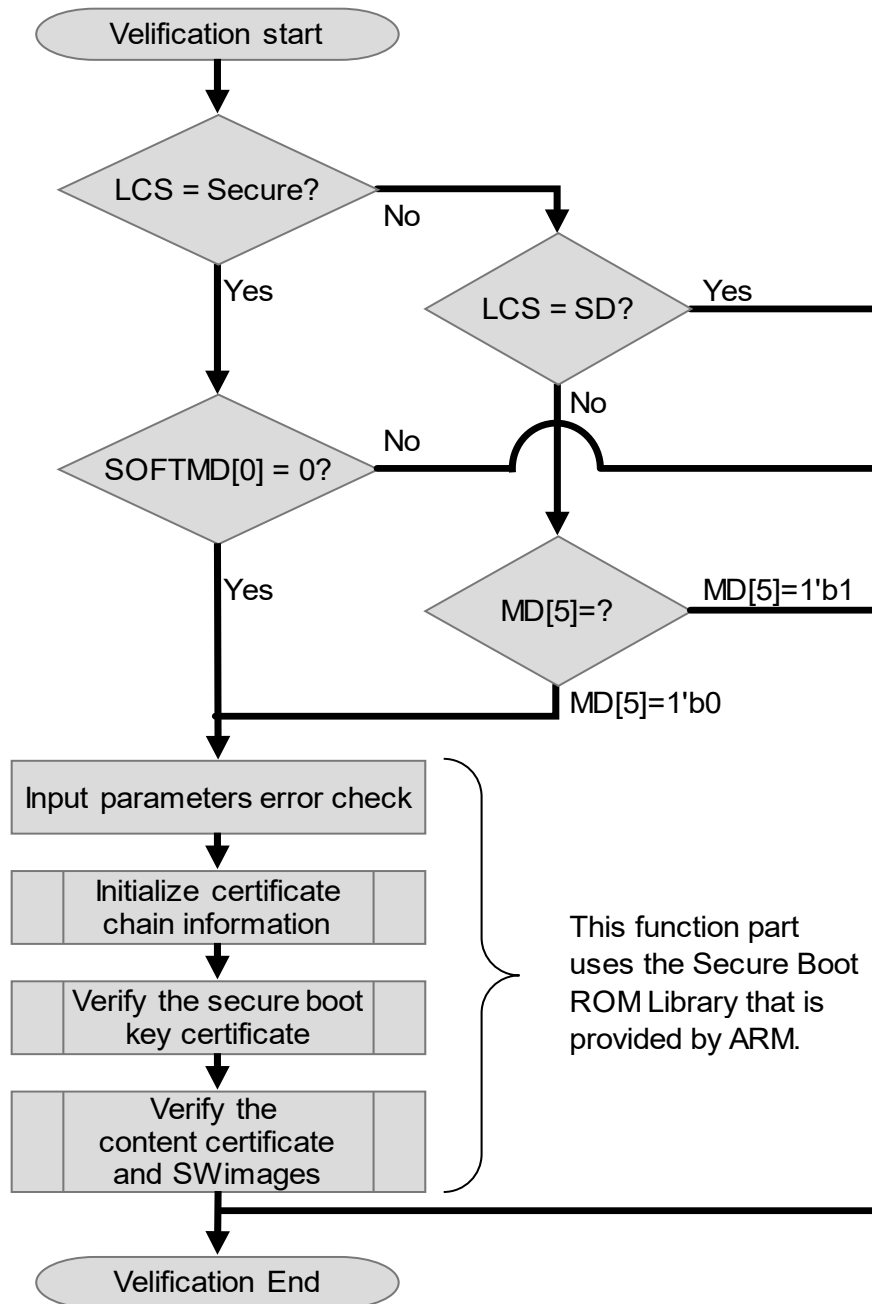 Velification start
LCS = Secure?
No
Yes
LCS = SD?
Yes
No
SOFTMD[0] = 0?
No
Yes
MD[5]=?
MD[5]=1'b1
MD[5]=1'b0
Input parameters error check
Initialize certificate
chain information
Verify the secure boot
key certificate
Verify the
content certificate
and SWimages
This function part
uses the Secure Boot
ROM Library that is
provided by ARM.
Velification End